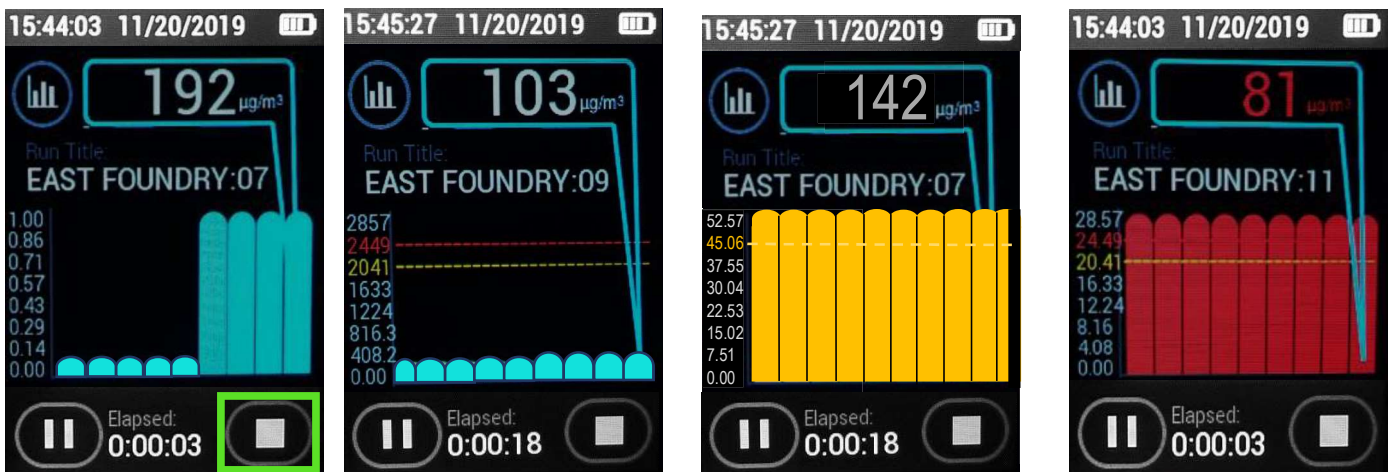 15:44:03 11/20/2019
192 µg/m³
Run Title:
EAST FOUNDRY:07
1.00
0.86
0.71
0.57
0.43
0.29
0.14
0.00
Elapsed:
0:00:03
15:45:27 11/20/2019
103 µg/m³
Run Title:
EAST FOUNDRY:09
2857
2449
2041
1633
1224
816.3
408.2
0.00
Elapsed:
0:00:18
15:45:27 11/20/2019
142 µg/m³
Run Title:
EAST FOUNDRY:07
52.57
45.06
37.55
30.04
22.53
15.02
7.51
0.00
Elapsed:
0:00:18
15:44:03 11/20/2019
81 µg/m³
Run Title:
EAST FOUNDRY:11
28.57
24.49
20.41
16.33
12.24
8.16
4.08
0.00
Elapsed:
0:00:03